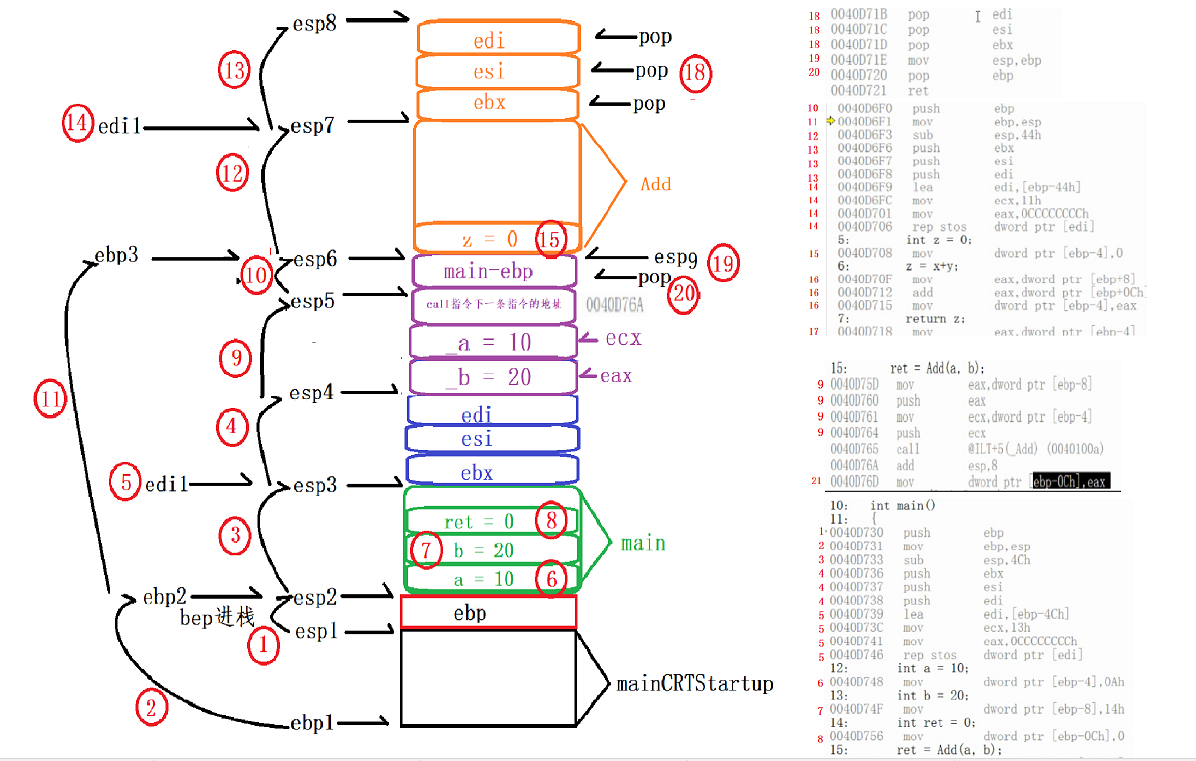 esp8
edi
pop
13
esi
pop
18
ebx
pop
14
edi1
esp7
12
Add
z = 0
15
ebp3
esp6
esp9
19
10
main-ebp
pop
20
esp5
call指令下一条指令的地址
0040D76A
9
_a = 10
ecx
11
_b = 20
eax
esp4
4
edi
esi
5
edi1
esp3
ebx
3
ret = 0
8
7
b = 20
main
a = 10
6
ebp2
esp2
bep进栈
ebp
1
esp1
2
mainCRTStartup
ebp1
18 0040D71B pop edi
18 0040D71C pop esi
18 0040D71D pop ebx
19 0040D71E mov esp,ebp
20 0040D720 pop ebp
0040D721 ret
10 0040D6F0 push ebp
11 0040D6F1 mov ebp,esp
12 0040D6F3 sub esp,44h
13 0040D6F6 push ebx
13 0040D6F7 push esi
13 0040D6F8 push edi
14 0040D6F9 lea edi,[ebp-44h]
14 0040D6FC mov ecx,11h
14 0040D701 mov eax,0CCCCCCCCh
14 0040D706 rep stos dword ptr [edi]
5: int z = 0;
15 0040D708 mov dword ptr [ebp-4],0
6: z = x+y;
16 0040D70F mov eax,dword ptr [ebp+8]
16 0040D712 add eax,dword ptr [ebp+0Ch]
16 0040D715 mov dword ptr [ebp-4],eax
7: return z;
17 0040D718 mov eax,dword ptr [ebp-4]
15: ret = Add(a, b);
9 0040D75D mov eax,dword ptr [ebp-8]
9 0040D760 push eax
9 0040D761 mov ecx,dword ptr [ebp-4]
9 0040D764 push ecx
0040D765 call @ILT+5(_Add) (0040100a)
0040D76A add esp,8
21 0040D76D mov dword ptr [ebp-0Ch],eax
10: int main()
11: {
1 0040D730 push ebp
2 0040D731 mov ebp,esp
3 0040D733 sub esp,4Ch
4 0040D736 push ebx
4 0040D737 push esi
4 0040D738 push edi
5 0040D739 lea edi,[ebp-4Ch]
5 0040D73C mov ecx,13h
5 0040D741 mov eax,0CCCCCCCCh
5 0040D746 rep stos dword ptr [edi]
12: int a = 10;
6 0040D748 mov dword ptr [ebp-4],0Ah
13: int b = 20;
7 0040D74F mov dword ptr [ebp-8],14h
14: int ret = 0;
8 0040D756 mov dword ptr [ebp-0Ch],0
15: ret = Add(a, b);